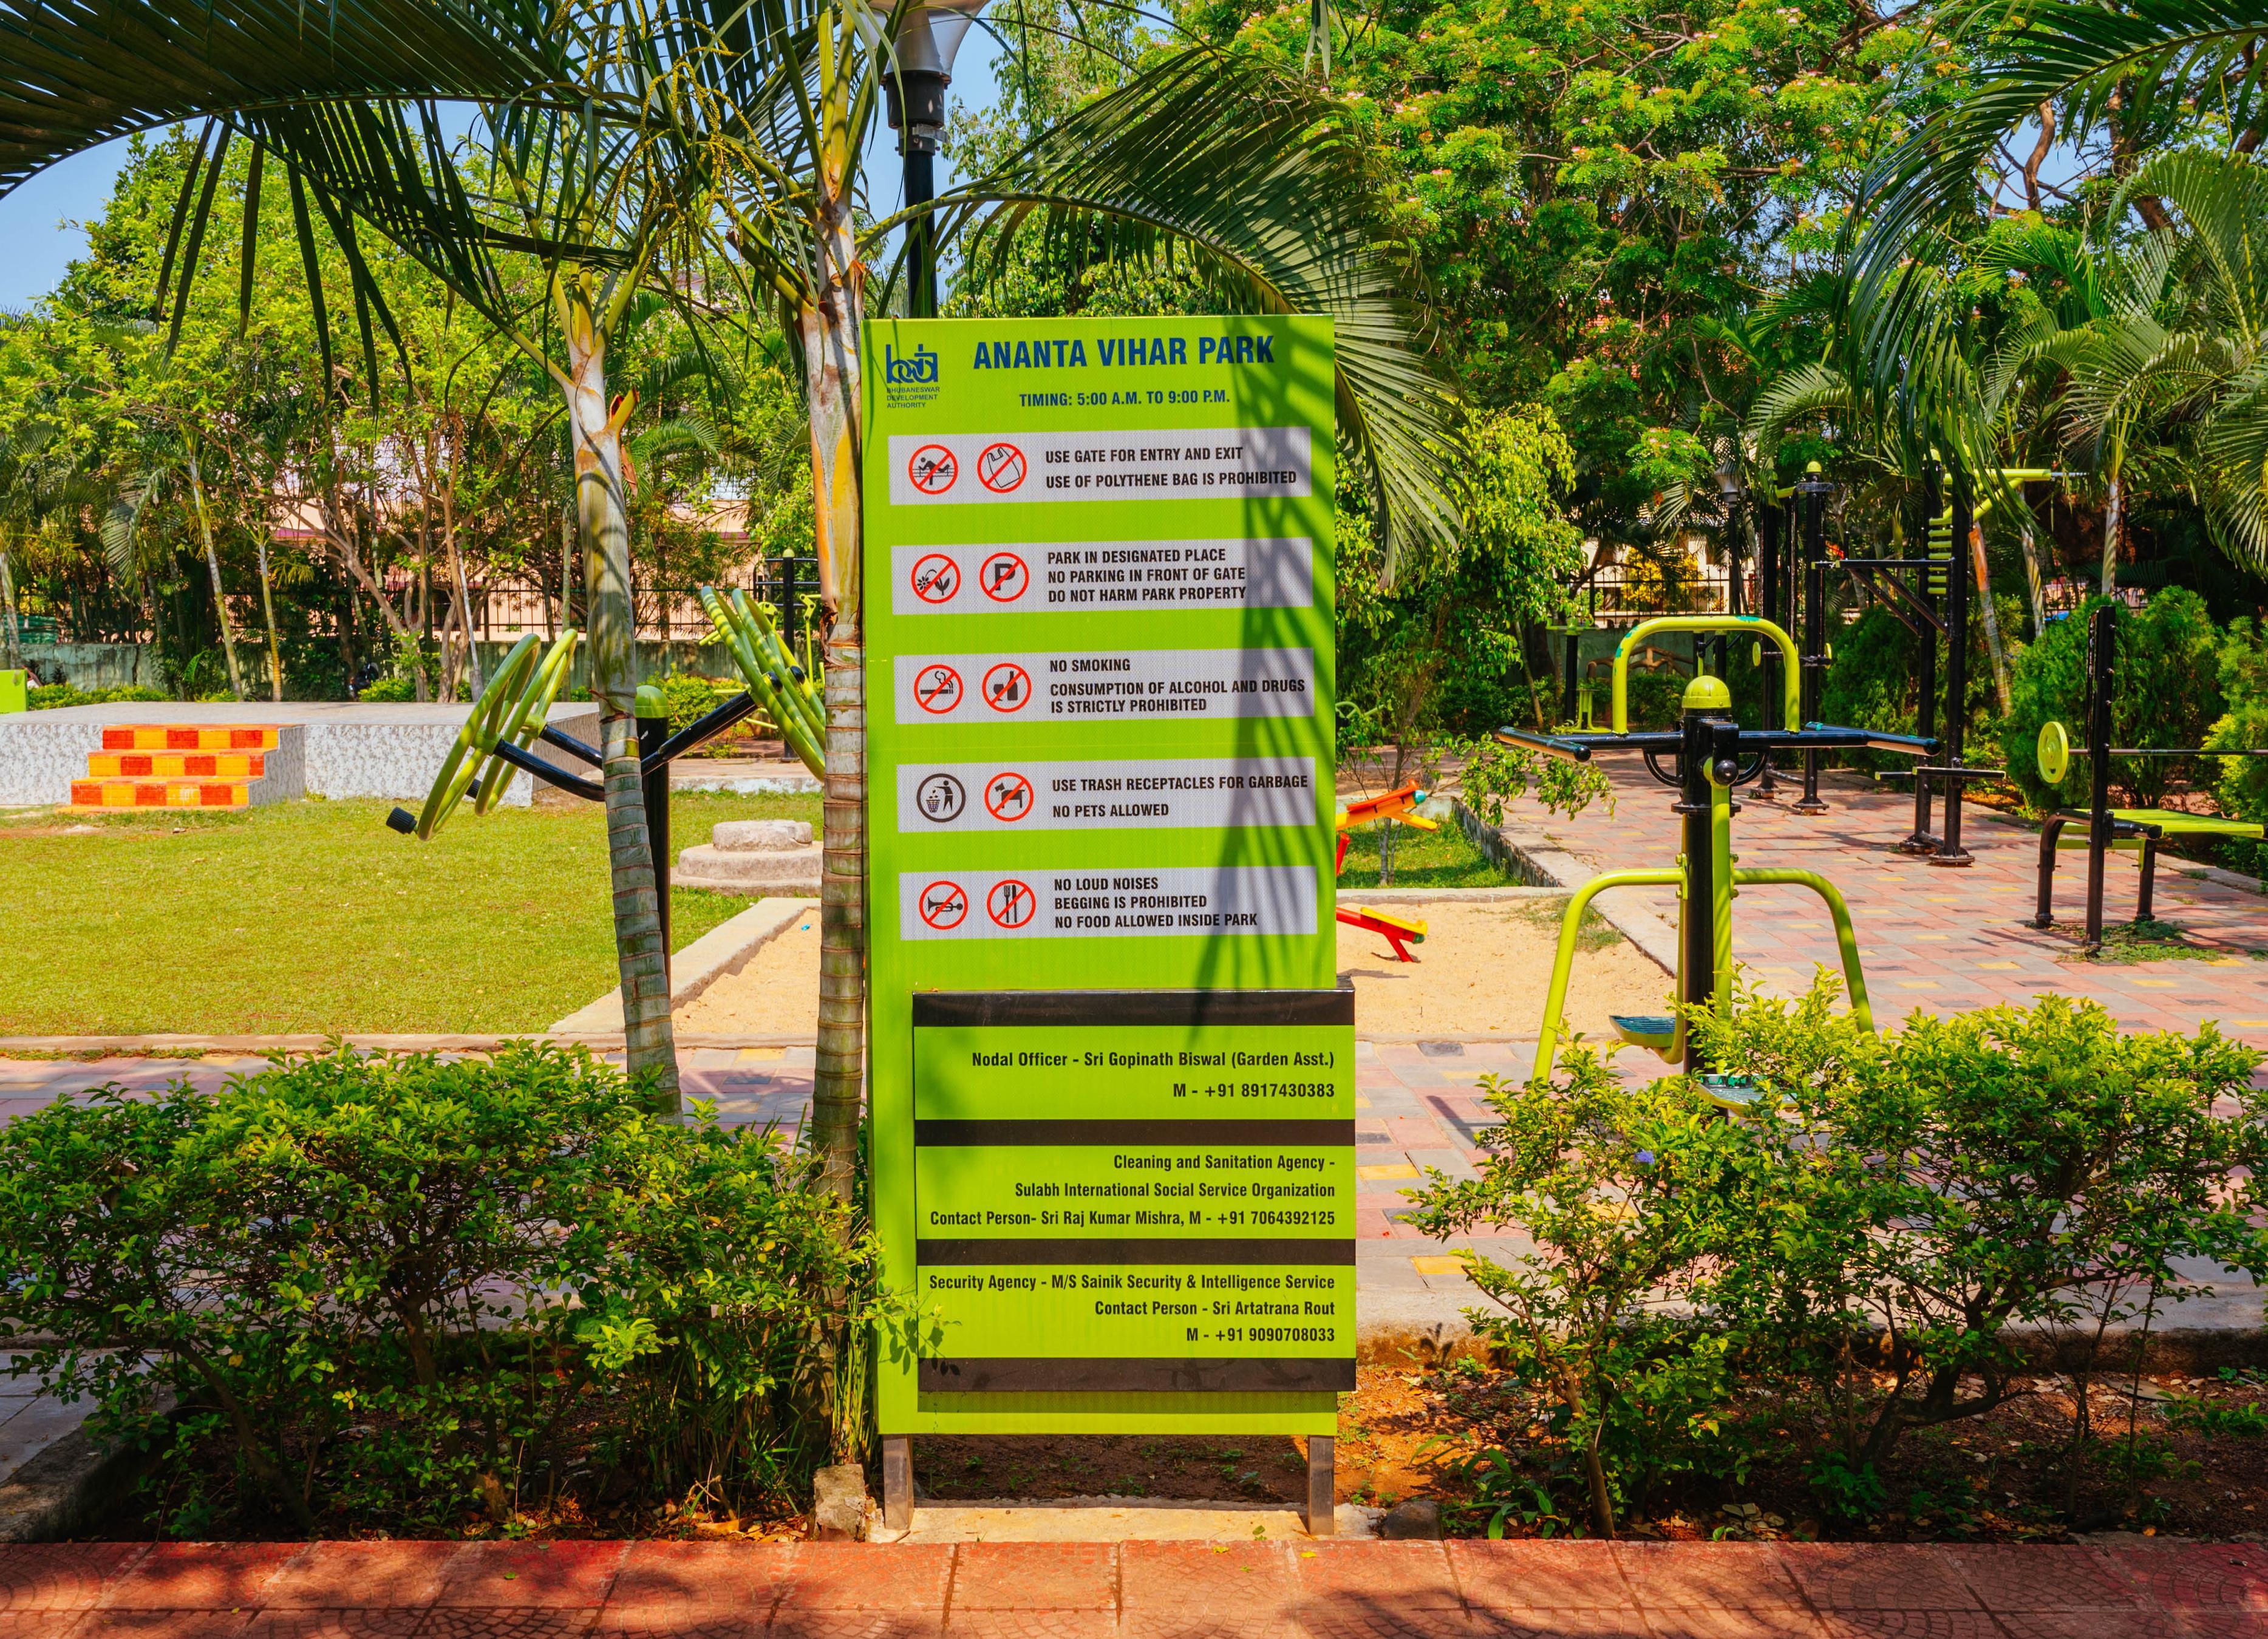 ANANTA VIHAR PARK
BHUBANESWAR
DEVELOPMENT
AUTHORITY
TIMING: 5:00 A.M. TO 9:00 P.M.
USE GATE FOR ENTRY AND EXIT
USE OF POLYTHENE BAG IS PROHIBITED
PARK IN DESIGNATED PLACE
NO PARKING IN FRONT OF GATE
DO NOT HARM PARK PROPERTY
NO SMOKING
CONSUMPTION OF ALCOHOL AND DRUGS
IS STRICTLY PROHIBITED
USE TRASH RECEPTACLES FOR GARBAGE
NO PETS ALLOWED
NO LOUD NOISES
BEGGING IS PROHIBITED
NO FOOD ALLOWED INSIDE PARK
Nodal Officer - Sri Gopinath Biswal (Garden Asst.)
M - +91 8917430383
Cleaning and Sanitation Agency -
Sulabh International Social Service Organization
Contact Person- Sri Raj Kumar Mishra, M - +91 7064392125
Security Agency - M/S Sainik Security & Intelligence Service
Contact Person - Sri Artatrana Rout
M - +91 9090708033